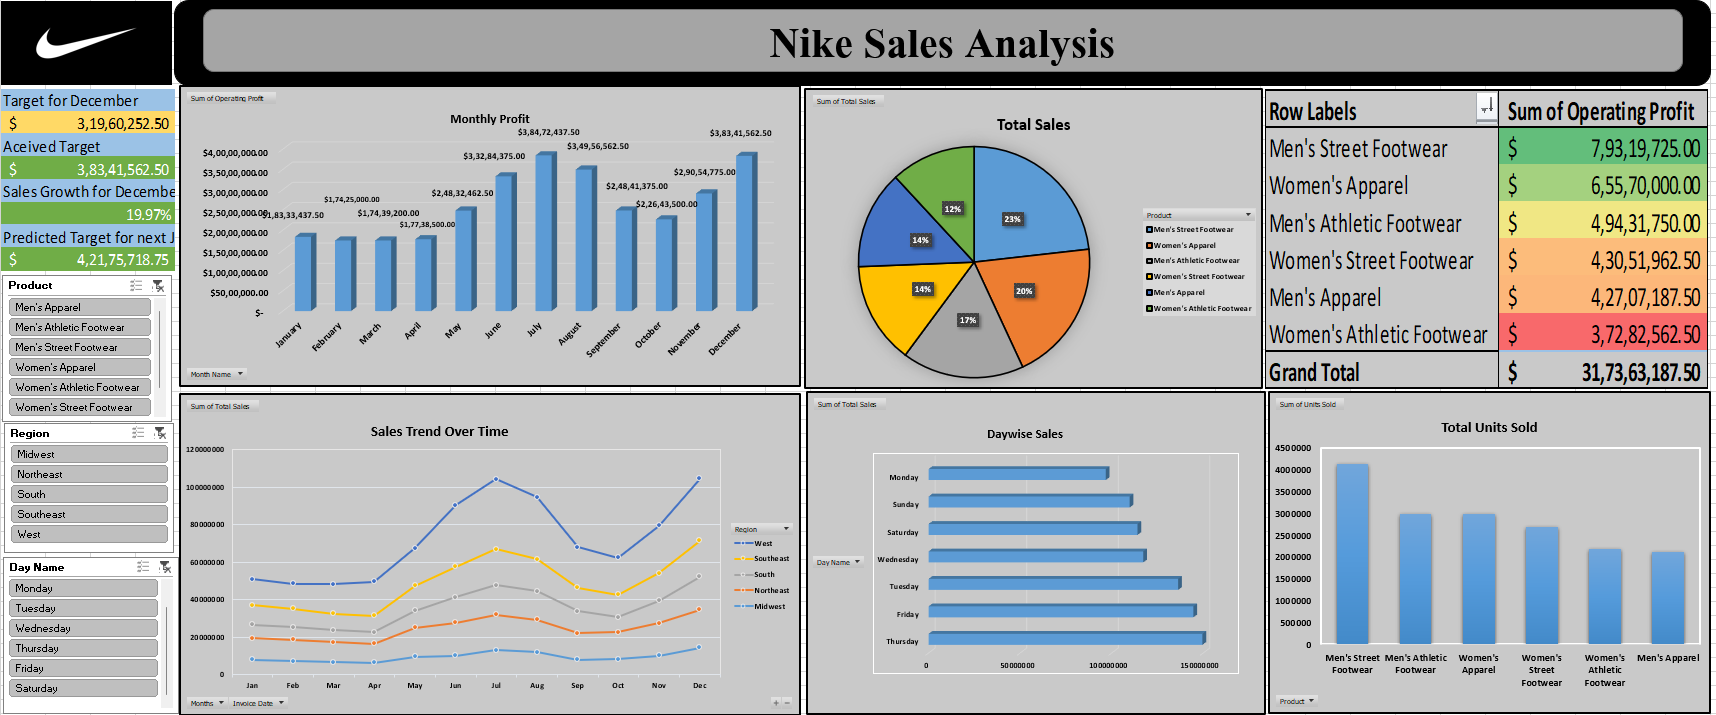 Nike Sales Analysis
Target for December
$ 3,19,60,252.50
Aceived Target
$ 3,83,41,562.50
Sales Growth for Decembe
19.97%
Predicted Target for next J
$ 4,21,75,718.75
Product
Men's Apparel
Men's Athletic Footwear
Men's Street Footwear
Women's Apparel
Women's Athletic Footwear
Women's Street Footwear
Region
Midwest
Northeast
South
Southeast
West
Day Name
Monday
Tuesday
Wednesday
Thursday
Friday
Saturday
Sum of Operating Profit
Monthly Profit
$4,00,00,000.00
$3,50,00,000.00
$3,00,00,000.00
$2,50,00,000.00
$2,00,00,000.00
$1,50,00,000.00
$1,00,00,000.00
$50,00,000.00
$-
$1,83,33,437.50
$1,74,25,000.00
$1,74,39,200.00
$1,77,38,500.00
$2,48,32,462.50
$3,32,84,375.00
$3,84,72,437.50
$3,49,56,562.50
$2,48,41,375.00
$2,26,43,500.00
$2,90,54,775.00
$3,83,41,562.50
January
February
March
April
May
June
July
August
September
October
November
December
Month Name
Sum of Total Sales
Total Sales
23%
20%
17%
14%
14%
12%
Product
Men's Street Footwear
Women's Apparel
Men's Athletic Footwear
Women's Street Footwear
Men's Apparel
Women's Athletic Footwear
Row Labels Sum of Operating Profit
Men's Street Footwear $ 7,93,19,725.00
Women's Apparel $ 6,55,70,000.00
Men's Athletic Footwear $ 4,94,31,750.00
Women's Street Footwear $ 4,30,51,962.50
Men's Apparel $ 4,27,07,187.50
Women's Athletic Footwear $ 3,72,82,562.50
Grand Total $ 31,73,63,187.50
Sum of Total Sales
Sales Trend Over Time
120000000
100000000
80000000
60000000
40000000
20000000
0
Jan Feb Mar Apr May Jun Jul Aug Sep Oct Nov Dec
Region
West
Southeast
South
Northeast
Midwest
Months Invoice Date
+ −
Sum of Total Sales
Daywise Sales
Day Name
Monday
Sunday
Saturday
Wednesday
Tuesday
Friday
Thursday
0 50000000 100000000 150000000
Sum of Units Sold
Total Units Sold
4500000
4000000
3500000
3000000
2500000
2000000
1500000
1000000
500000
0
Men's Street Footwear
Men's Athletic Footwear
Women's Apparel
Women's Street Footwear
Women's Athletic Footwear
Men's Apparel
Product